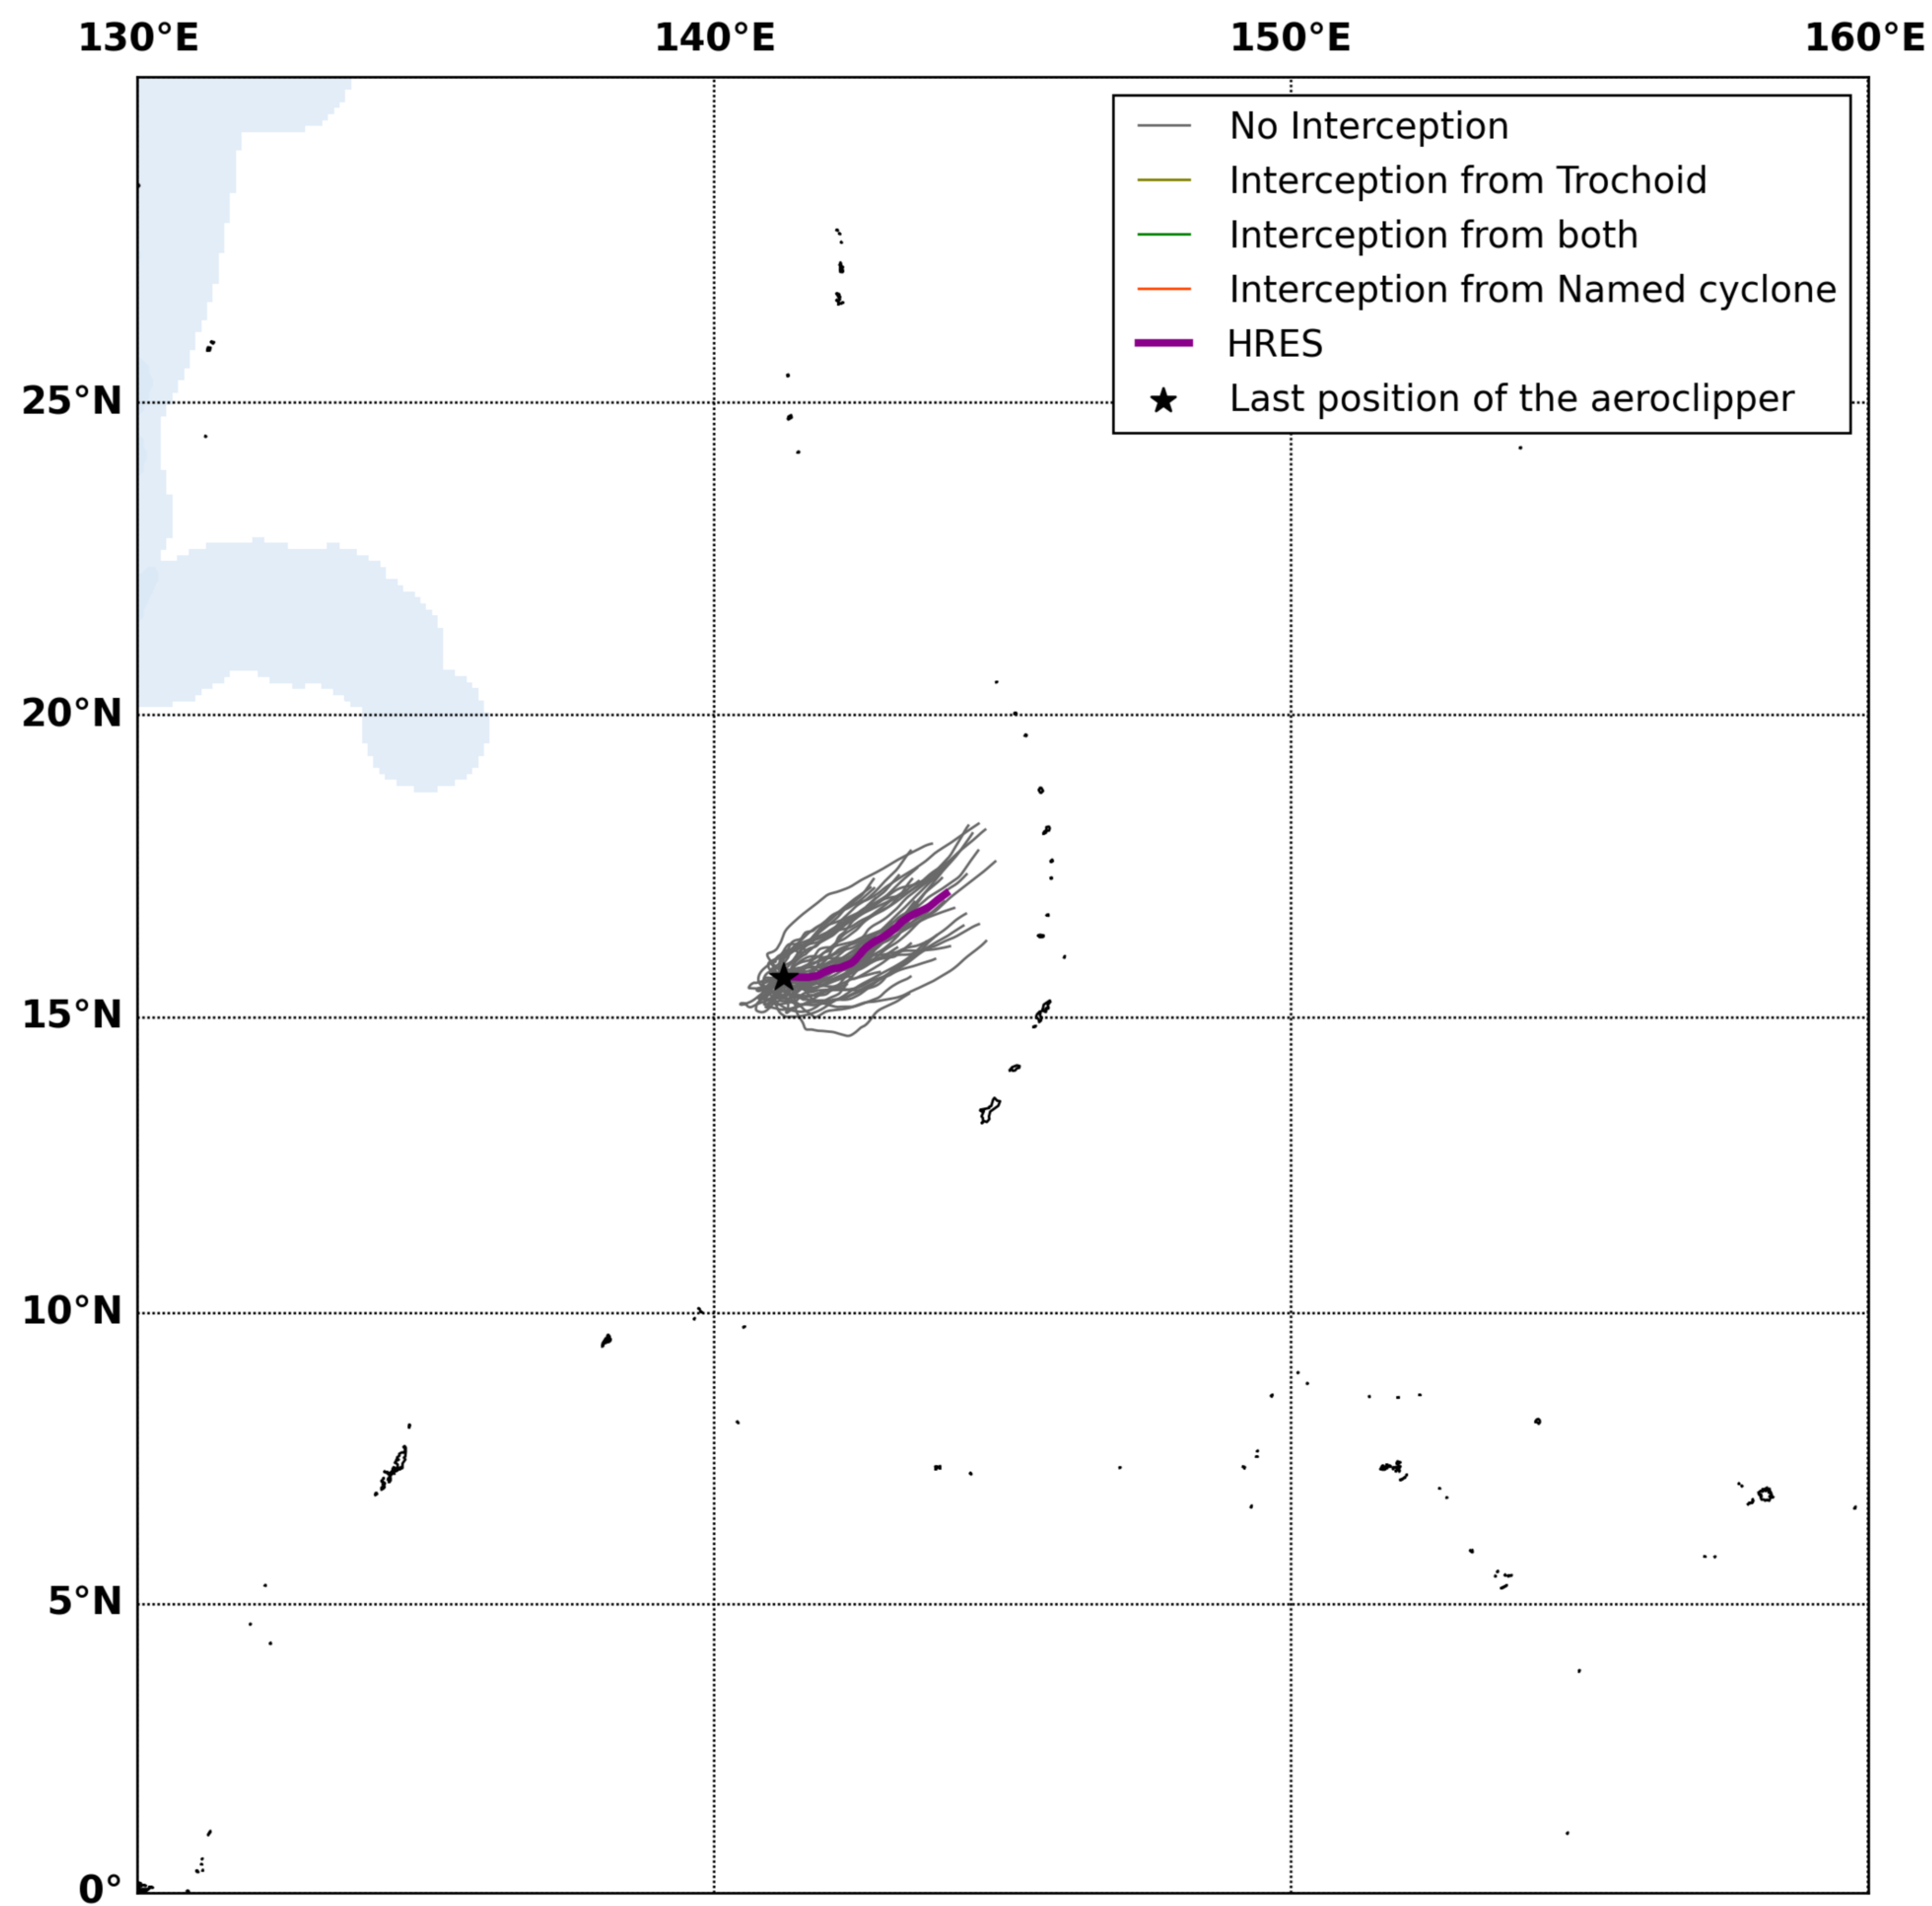 130°E 140°E 150°E 160°E
No Interception
Interception from Trochoid
Interception from both
Interception from Named cyclone
HRES
Last position of the aeroclipper
25°N
20°N
15°N
10°N
5°N
0°